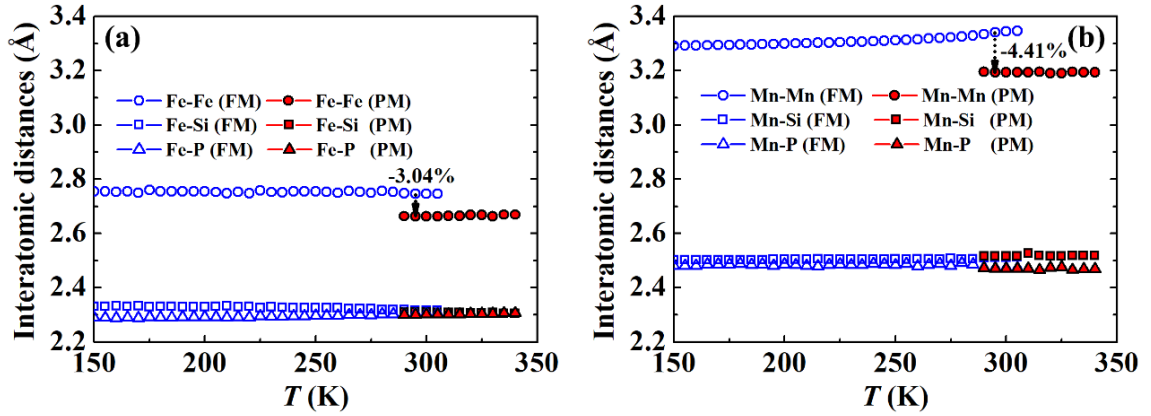 (a)
Interatomic distances (Å)
3.4
3.2
3.0
2.8
2.6
2.4
2.2
Fe-Fe (FM) Fe-Fe (PM)
Fe-Si (FM) Fe-Si (PM)
Fe-P (FM) Fe-P (PM)
-3.04%
150 200 250 300 350
T (K)
(b)
Interatomic distances (Å)
3.4
3.2
3.0
2.8
2.6
2.4
2.2
-4.41%
Mn-Mn (FM) Mn-Mn (PM)
Mn-Si (FM) Mn-Si (PM)
Mn-P (FM) Mn-P (PM)
150 200 250 300 350
T (K)